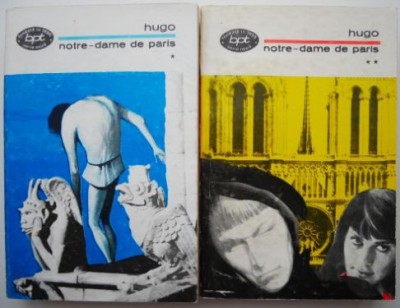 bpt
hugo
notre-dame de paris
*
bpt
hugo
notre-dame de paris
**